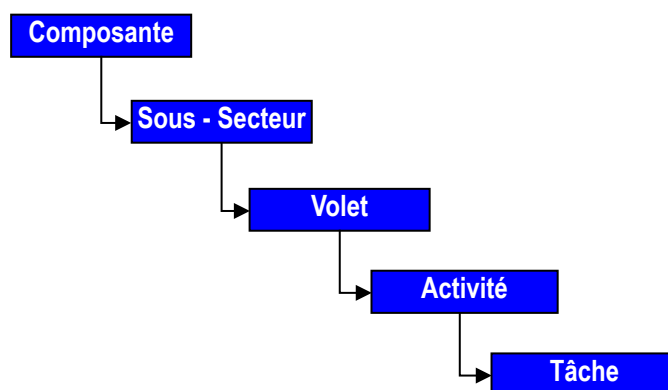 Composante
Sous - Secteur
Volet
Activité
Tâche